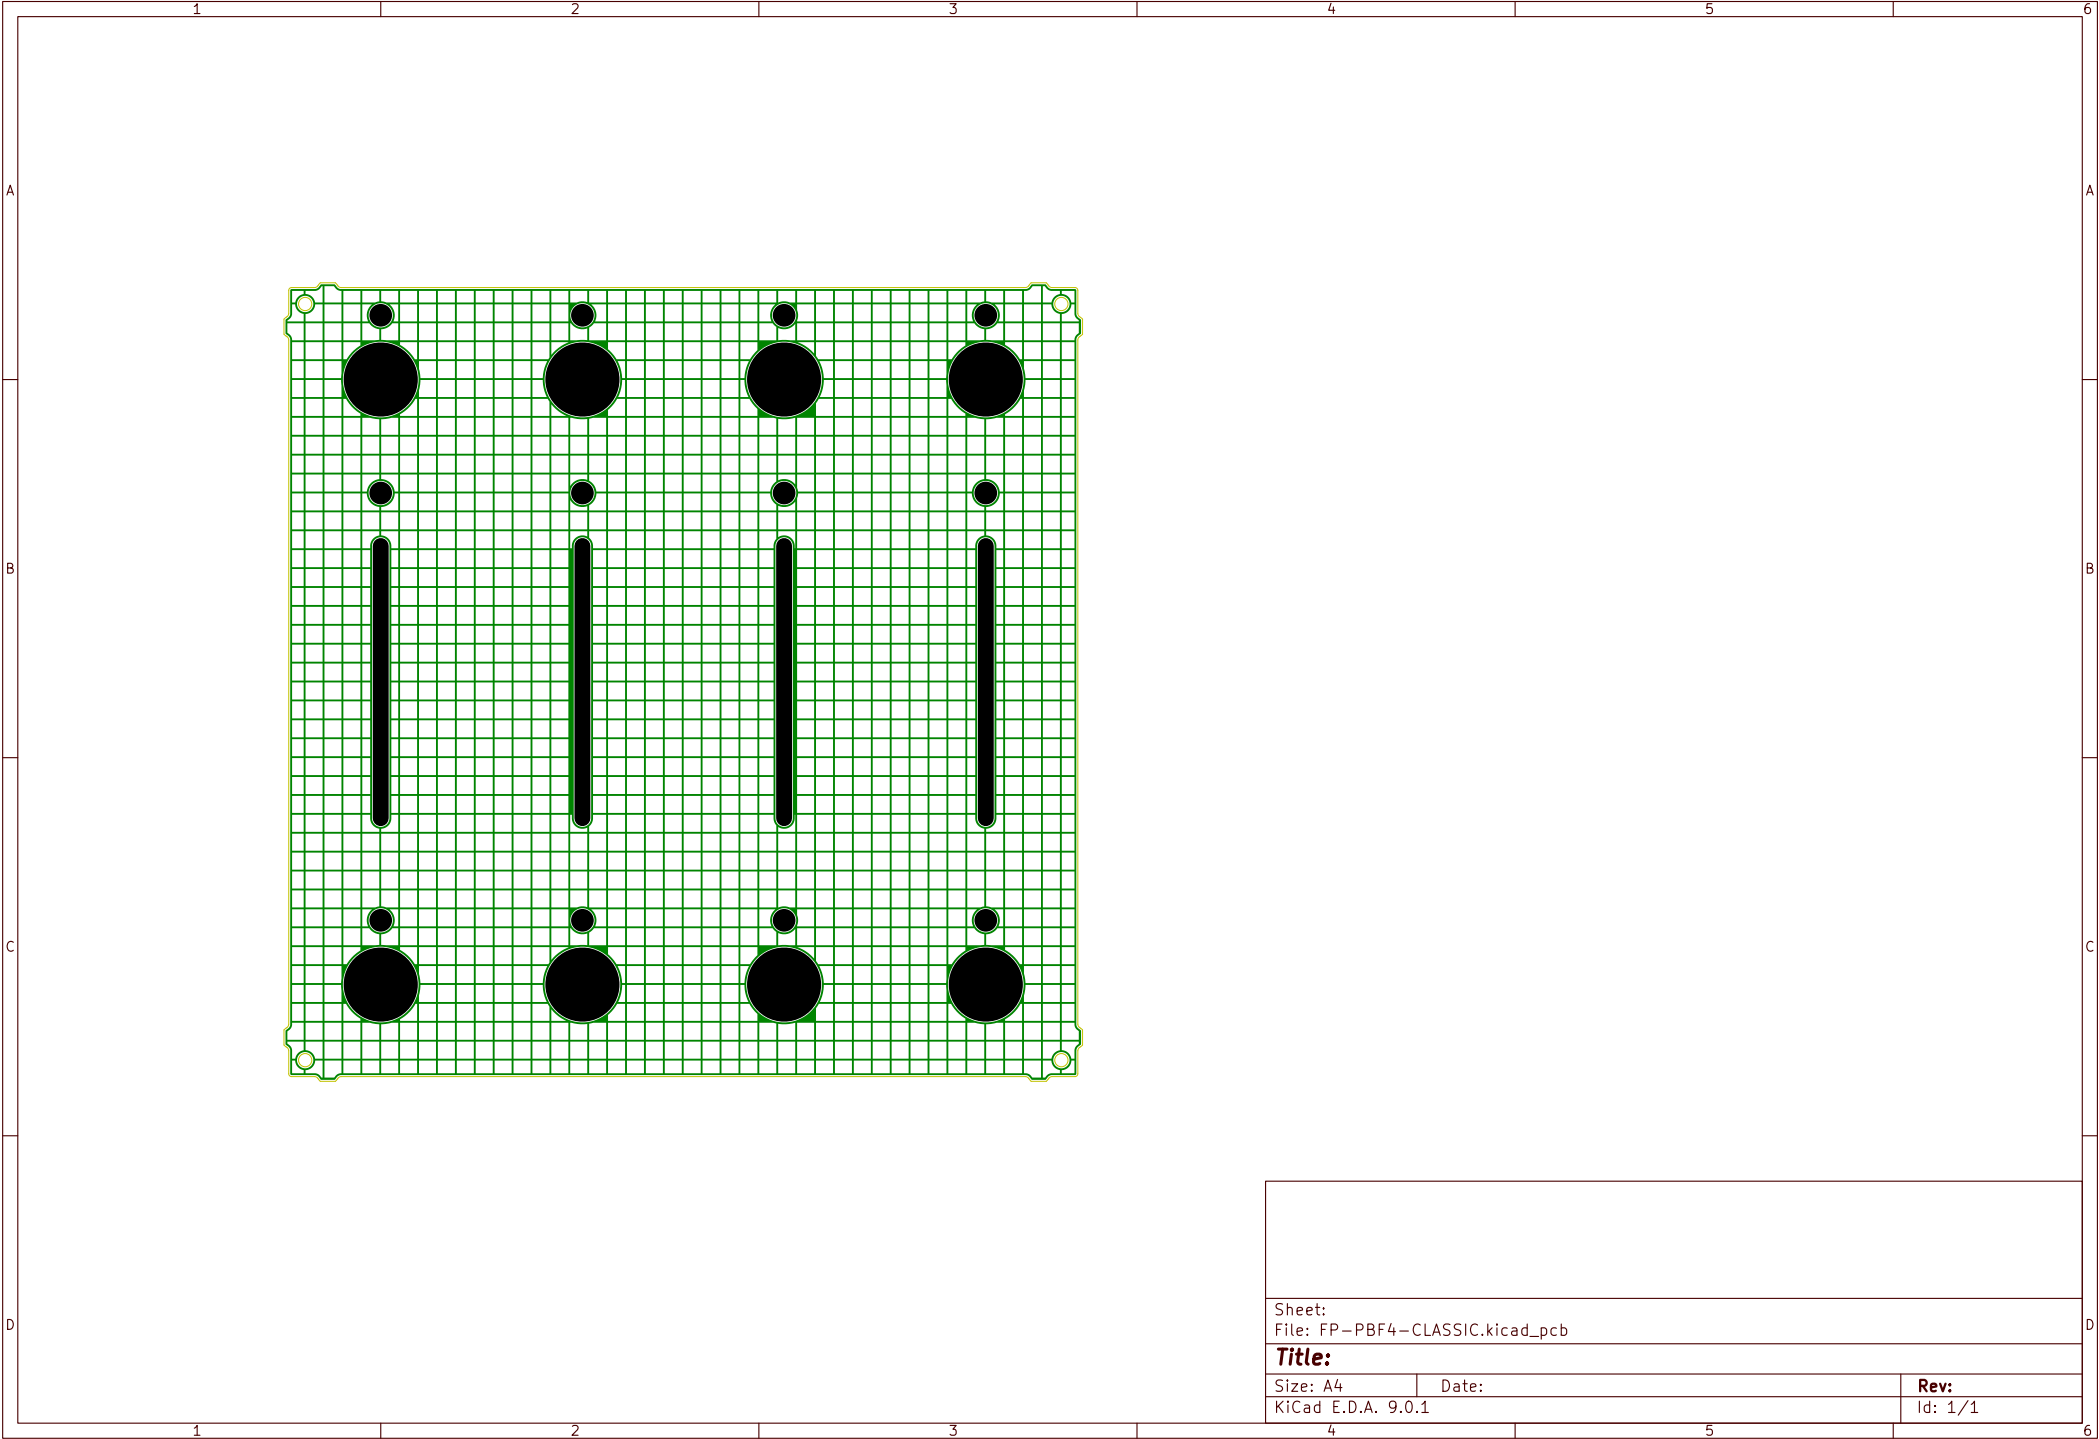 1 2 3 4 5 6
A A
B B
C C
D D
Sheet:
File: FP-PBF4-CLASSIC.kicad_pcb
Title:
Size: A4 Date: Rev:
KiCad E.D.A. 9.0.1 Id: 1/1
1 2 3 4 5 6